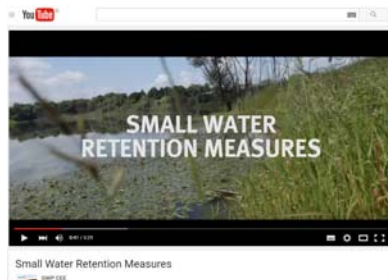 YouTube
SMALL WATER
RETENTION MEASURES
Small Water Retention Measures
GWP CEE